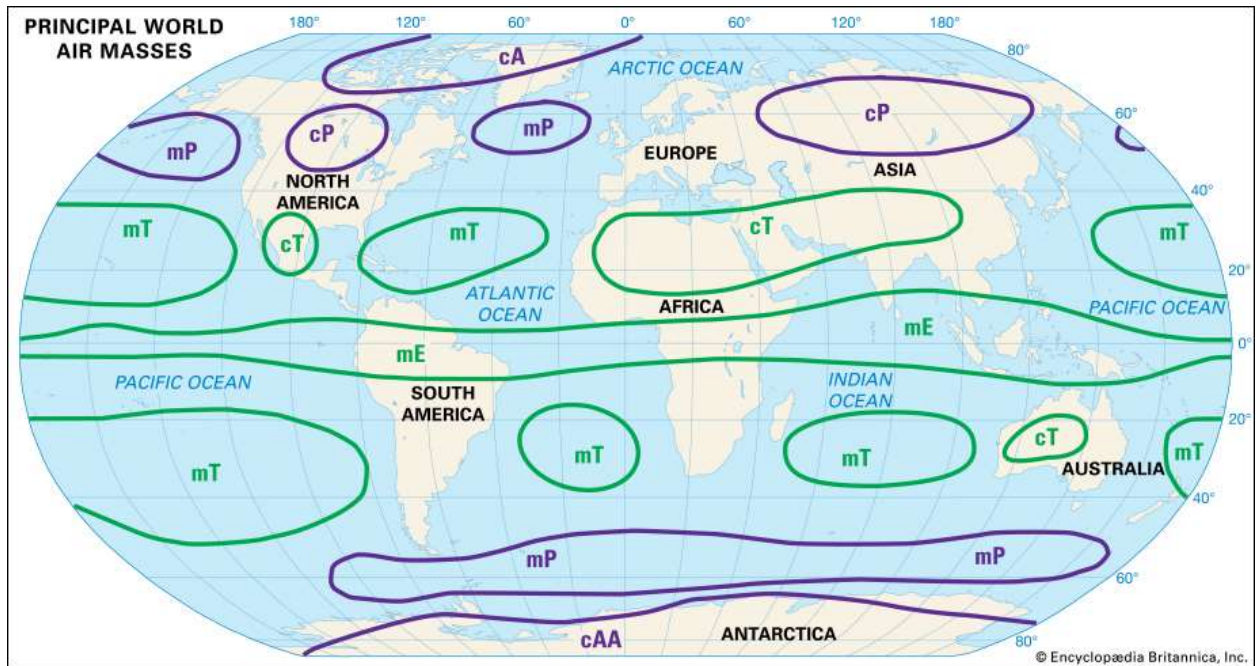 PRINCIPAL WORLD
AIR MASSES
180°
120°
60°
0°
60°
120°
180°
80°
cA
ARCTIC OCEAN
60°
mP
cP
mP
cP
EUROPE
ASIA
NORTH
AMERICA
40°
mT
cT
mT
cT
mT
20°
ATLANTIC
OCEAN
AFRICA
PACIFIC OCEAN
mE
mE
0°
PACIFIC OCEAN
SOUTH
AMERICA
INDIAN
OCEAN
20°
mT
mT
mT
cT
mT
AUSTRALIA
40°
mP
mP
60°
cAA
ANTARCTICA
80°
© Encyclopædia Britannica, Inc.